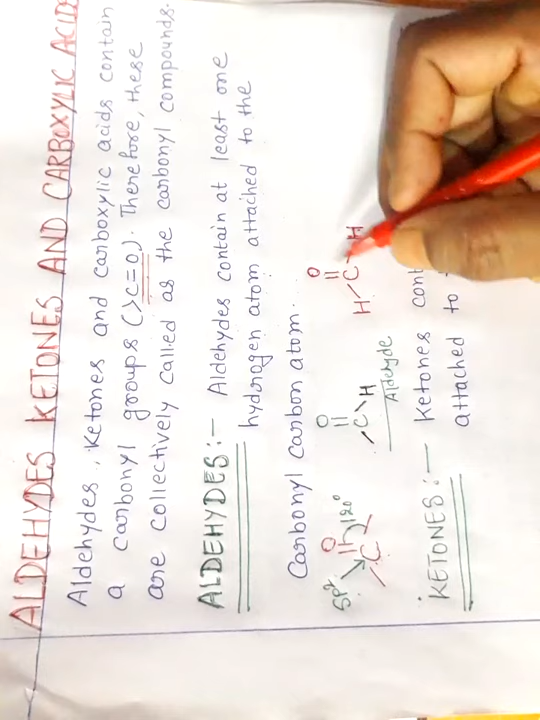 ALDEHYDES KETONES AND CARBOXYLIC ACIDS
Aldehydes, Ketones and carboxylic acids contain
a carbonyl groups (>C=O). Therefore, these
are collectively called as the carbonyl compounds.
ALDEHYDES:- Aldehydes contain at least one
hydrogen atom attached to the
Carbonyl Carbon atom.
SP² O 120° C
O C H
Aldeyde
O H C H
KETONES:- Ketones cont
attached to